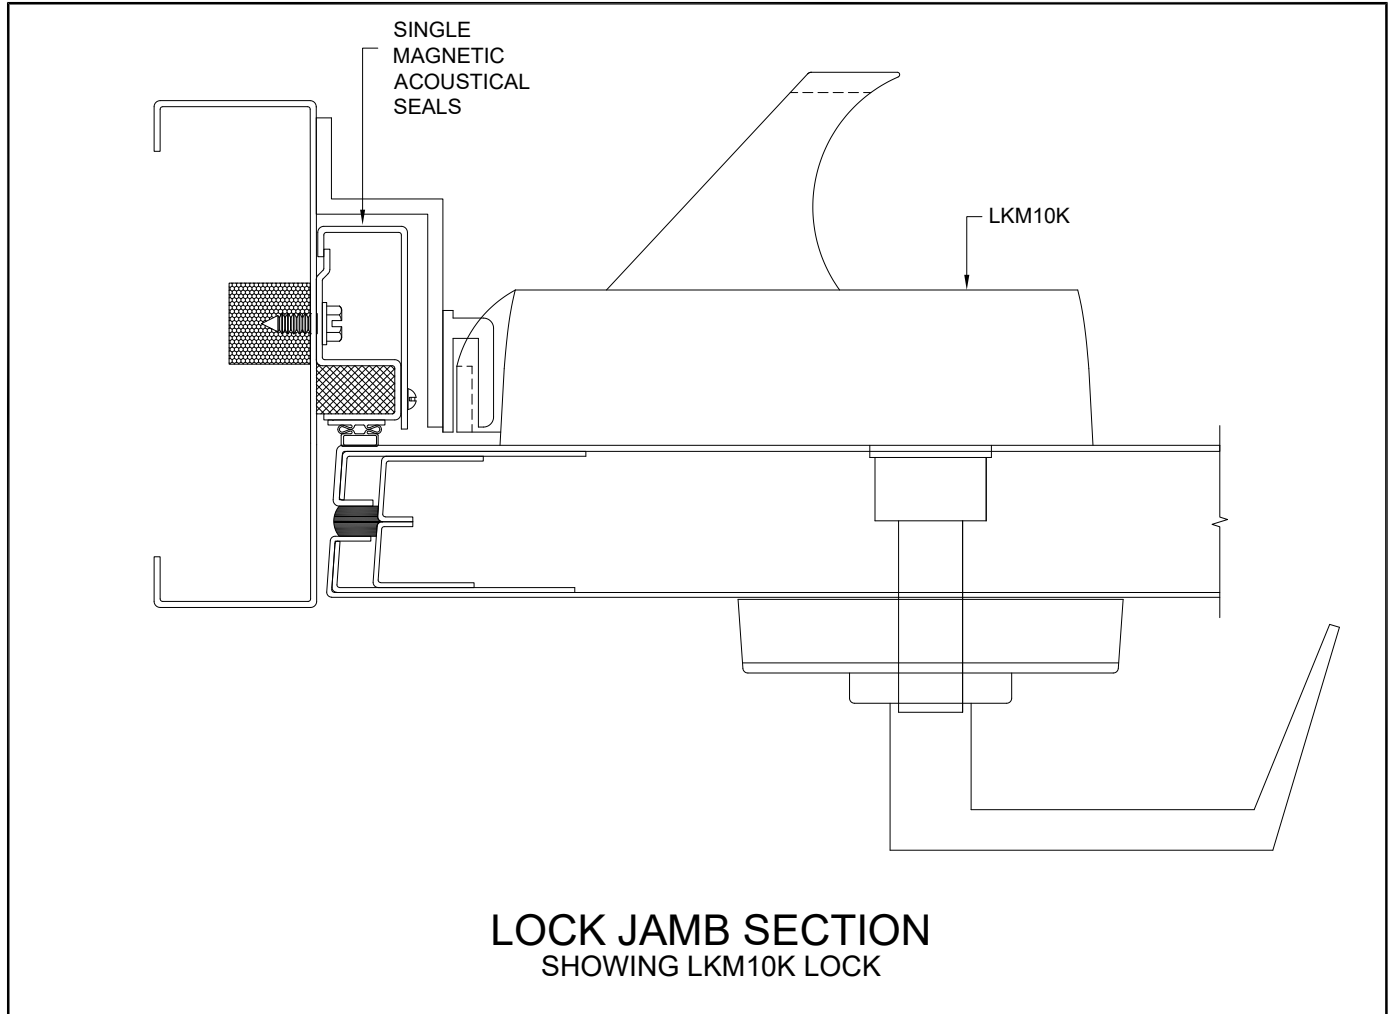 SINGLE
MAGNETIC
ACOUSTICAL
SEALS
LKM10K
LOCK JAMB SECTION
SHOWING LKM10K LOCK